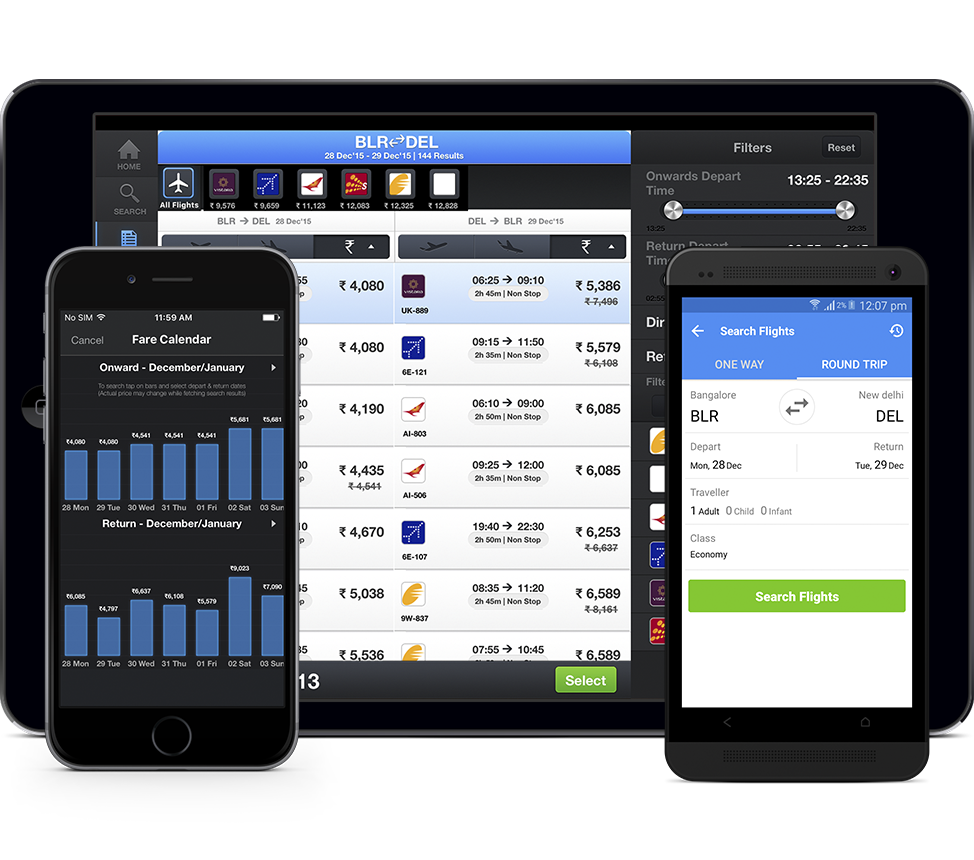 BLR⇄DEL
28 Dec'15 - 29 Dec'15 | 144 Results
HOME
SEARCH
All Flights
₹ 9,576
₹ 9,659
₹ 11,123
₹ 12,083
₹ 12,325
₹ 12,828
BLR → DEL 28 Dec'15
DEL → BLR 29 Dec'15
₹
₹
₹ 4,080
₹ 4,080
₹ 4,190
₹ 4,435
₹ 4,541
₹ 4,670
₹ 5,038
₹ 5,536
vistara
UK-889
06:25 → 09:10
2h 45m | Non Stop
₹ 5,386
₹ 7,496
6E-121
09:15 → 11:50
2h 35m | Non Stop
₹ 5,579
₹ 6,108
AI-803
06:10 → 09:00
2h 50m | Non Stop
₹ 6,085
AI-506
09:25 → 12:00
2h 35m | Non Stop
₹ 6,085
6E-107
19:40 → 22:30
2h 50m | Non Stop
₹ 6,253
₹ 6,637
9W-837
08:35 → 11:20
2h 45m | Non Stop
₹ 6,589
₹ 8,161
07:55 → 10:45
₹ 6,589
13
Select
Filters
Reset
Onwards Depart
Time
13:25 - 22:35
13:25
22:35
Return Depart
No SIM
11:59 AM
Cancel
Fare Calendar
Onward - December/January
To search tap on bars and select depart & return dates
(Actual price may change while fetching search results)
₹4,080
₹4,080
₹4,541
₹4,541
₹4,541
₹5,681
₹5,681
28 Mon
29 Tue
30 Wed
31 Thu
01 Fri
02 Sat
03 Sun
Return - December/January
₹6,085
₹4,797
₹6,637
₹6,108
₹5,579
₹9,023
₹7,090
28 Mon
29 Tue
30 Wed
31 Thu
01 Fri
02 Sat
03 Sun
2%
12:07 pm
Search Flights
ONE WAY
ROUND TRIP
Bangalore
New delhi
BLR
DEL
Depart
Return
Mon, 28 Dec
Tue, 29 Dec
Traveller
1 Adult 0 Child 0 Infant
Class
Economy
Search Flights